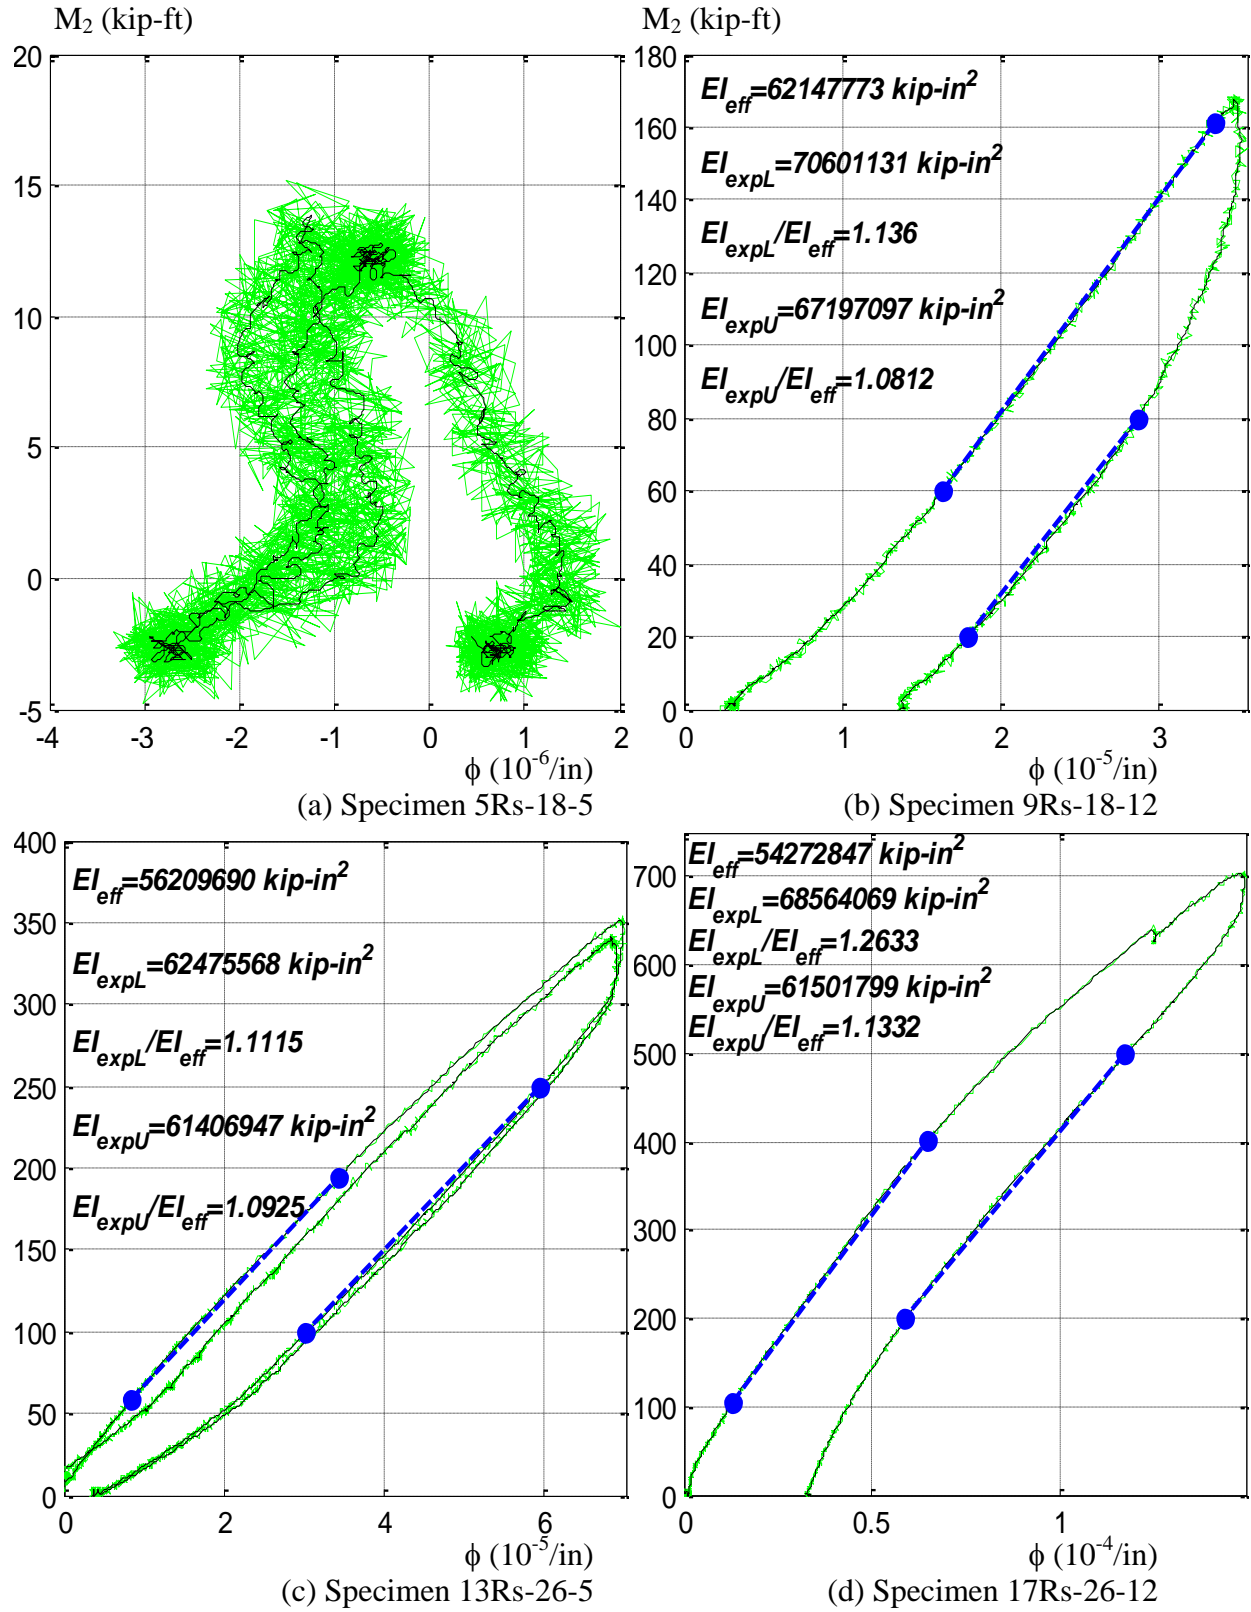 M2 (kip-ft)
20
15
10
5
0
-5
-4 -3 -2 -1 0 1 2
ϕ (10-6/in)
(a) Specimen 5Rs-18-5
M2 (kip-ft)
180
160
140
120
100
80
60
40
20
0
EIeff=62147773 kip-in2
EIexpL=70601131 kip-in2
EIexpL/EIeff=1.136
EIexpU=67197097 kip-in2
EIexpU/EIeff=1.0812
0 1 2 3
ϕ (10-5/in)
(b) Specimen 9Rs-18-12
400
350
300
250
200
150
100
50
0
EIeff=56209690 kip-in2
EIexpL=62475568 kip-in2
EIexpL/EIeff=1.1115
EIexpU=61406947 kip-in2
EIexpU/EIeff=1.0925
0 2 4 6
ϕ (10-5/in)
(c) Specimen 13Rs-26-5
700
600
500
400
300
200
100
0
EIeff=54272847 kip-in2
EIexpL=68564069 kip-in2
EIexpL/EIeff=1.2633
EIexpU=61501799 kip-in2
EIexpU/EIeff=1.1332
0 0.5 1
ϕ (10-4/in)
(d) Specimen 17Rs-26-12